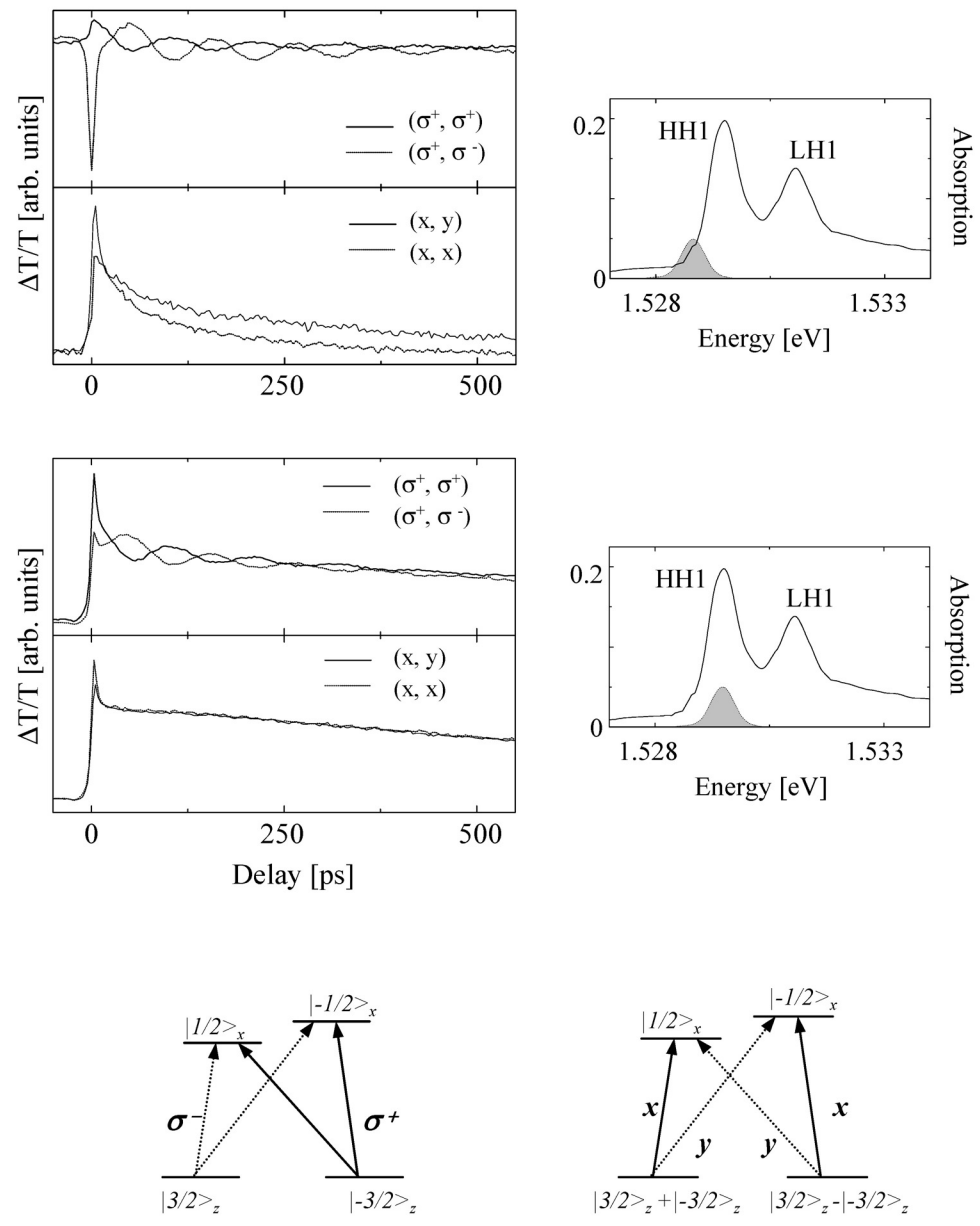 ΔT/T [arb. units]
(σ⁺, σ⁺)
(σ⁺, σ⁻)
(x, y)
(x, x)
0
250
500
0.2
0
HH1
LH1
Absorption
1.528
1.533
Energy [eV]
ΔT/T [arb. units]
(σ⁺, σ⁺)
(σ⁺, σ⁻)
(x, y)
(x, x)
0
250
500
Delay [ps]
0.2
0
HH1
LH1
Absorption
1.528
1.533
Energy [eV]
|-1/2>ₓ
|1/2>ₓ
σ⁻
σ⁺
|3/2>z
|-3/2>z
|-1/2>ₓ
|1/2>ₓ
x
x
y
y
|3/2>z+|-3/2>z
|3/2>z-|-3/2>z